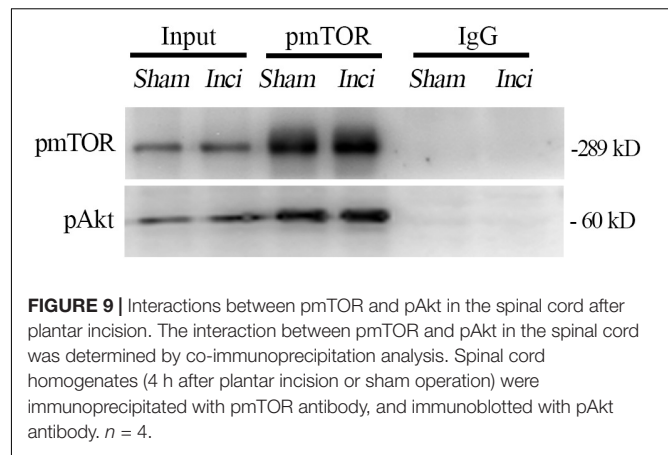 Input pmTOR IgG
Sham Inci Sham Inci Sham Inci
pmTOR -289 kD
pAkt - 60 kD
FIGURE 9 | Interactions between pmTOR and pAkt in the spinal cord after
plantar incision. The interaction between pmTOR and pAkt in the spinal cord
was determined by co-immunoprecipitation analysis. Spinal cord
homogenates (4 h after plantar incision or sham operation) were
immunoprecipitated with pmTOR antibody, and immunoblotted with pAkt
antibody. n = 4.